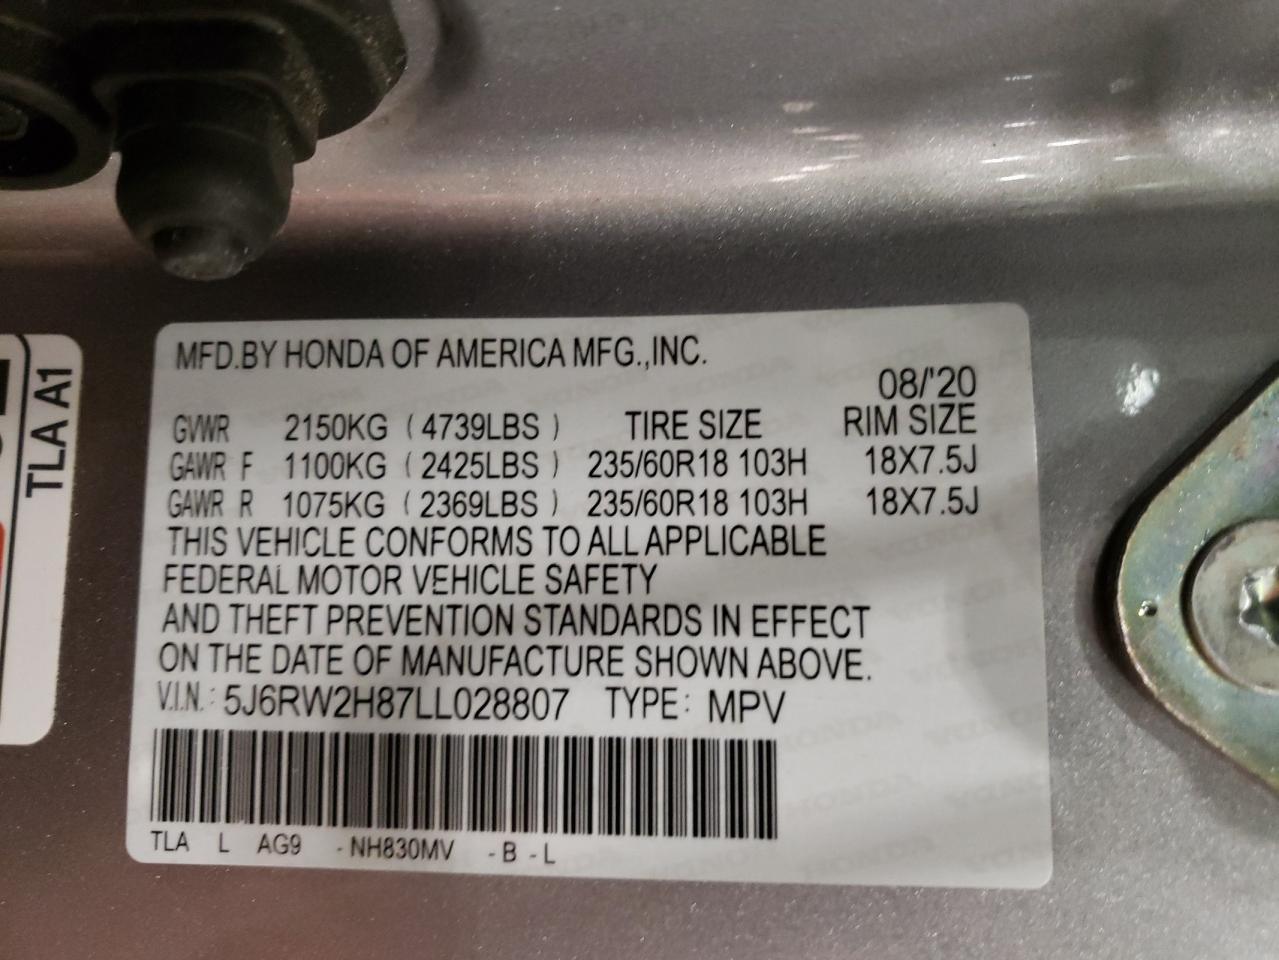 MFD.BY HONDA OF AMERICA MFG.,INC.
08/'20
GVWR 2150KG ( 4739LBS ) TIRE SIZE RIM SIZE
GAWR F 1100KG ( 2425LBS ) 235/60R18 103H 18X7.5J
GAWR R 1075KG ( 2369LBS ) 235/60R18 103H 18X7.5J
THIS VEHICLE CONFORMS TO ALL APPLICABLE
FEDERAL MOTOR VEHICLE SAFETY
AND THEFT PREVENTION STANDARDS IN EFFECT
ON THE DATE OF MANUFACTURE SHOWN ABOVE.
V.I.N.: 5J6RW2H87LL028807 TYPE: MPV
TLA L AG9 - NH830MV - B - L
TLA A1